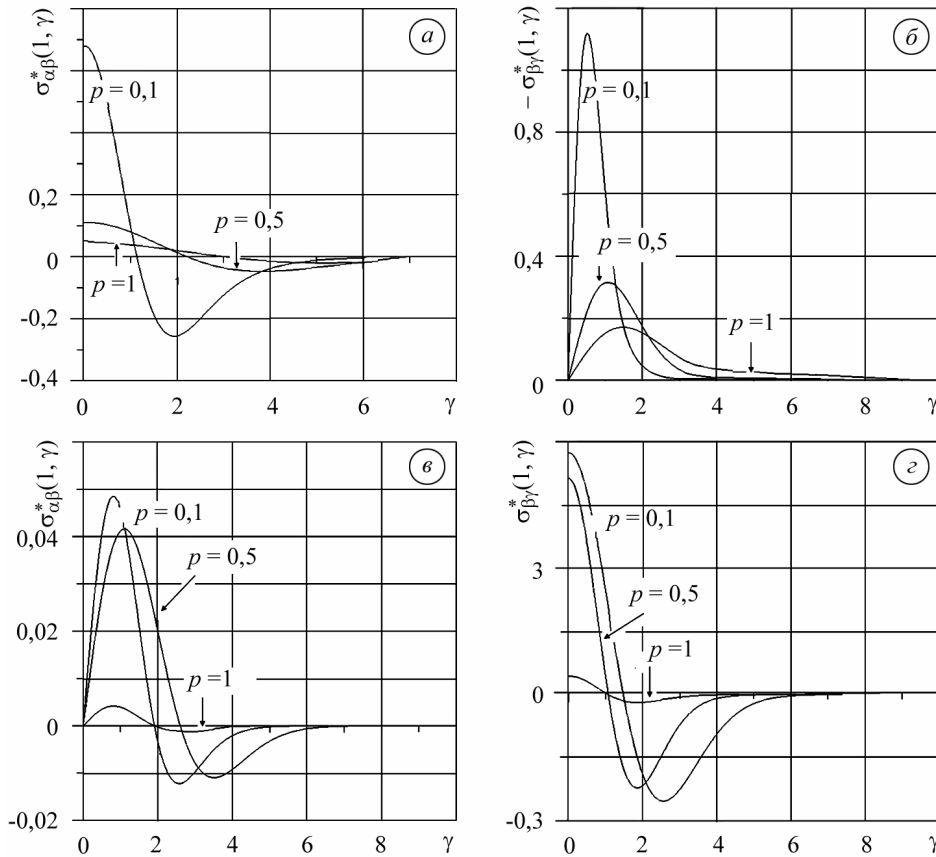 σ*αβ(1, γ)
а
p = 0,1
0,2
p = 0,5
0
p = 1
-0,2
-0,4
0 2 4 6 γ
− σ*βγ(1, γ)
б
p = 0,1
0,8
p = 0,5
0,4
p = 1
0
0 2 4 6 8 γ
σ*αβ(1, γ)
в
p = 0,1
0,04
p = 0,5
0,02
p = 1
0
-0,02
0 2 4 6 8 γ
σ*βγ(1, γ)
г
p = 0,1
3
p = 0,5
p = 1
0
-0,3
0 2 4 6 8 γ